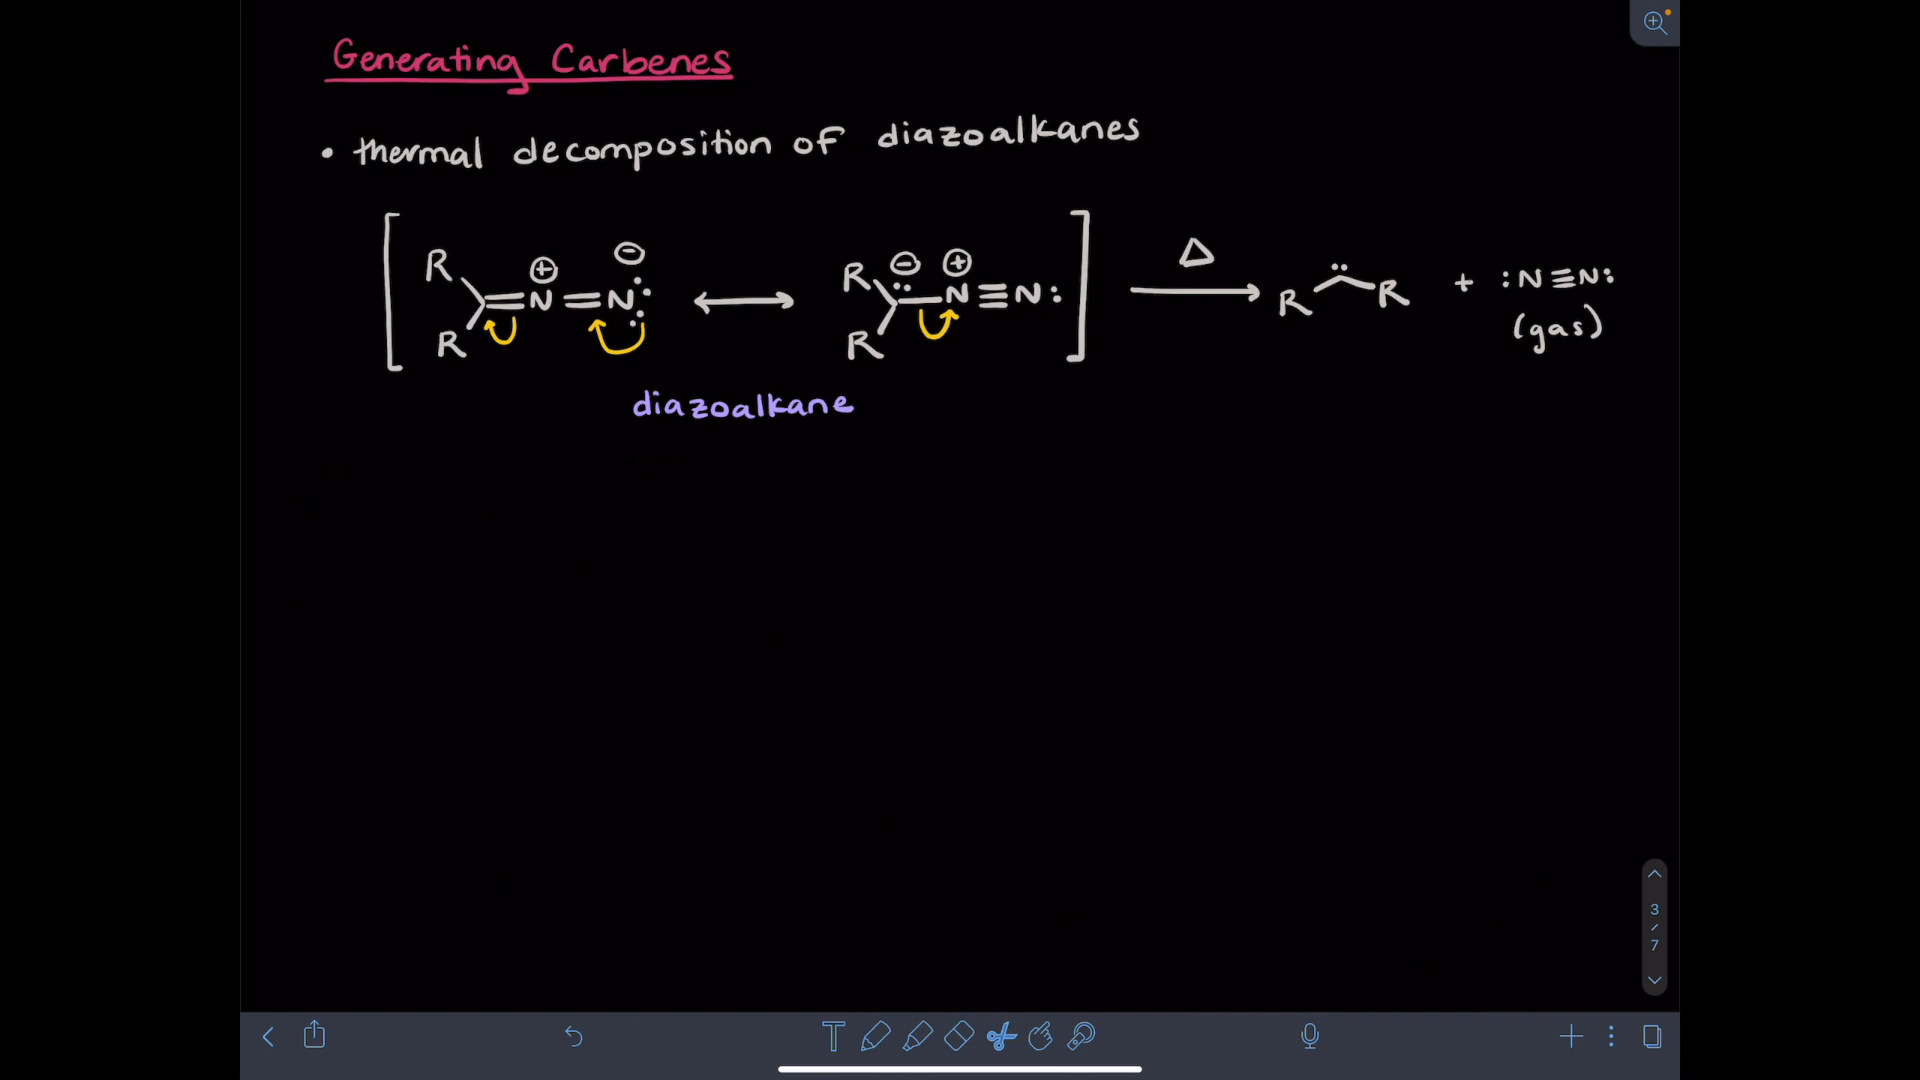 Generating Carbenes
• thermal decomposition of diazoalkanes
[ R R =N⊕=N:⊖ ⟷ R R ⊖ – N⊕≡N: ] Δ → R R + :N≡N:
(gas)
diazoalkane
3
/
7
T